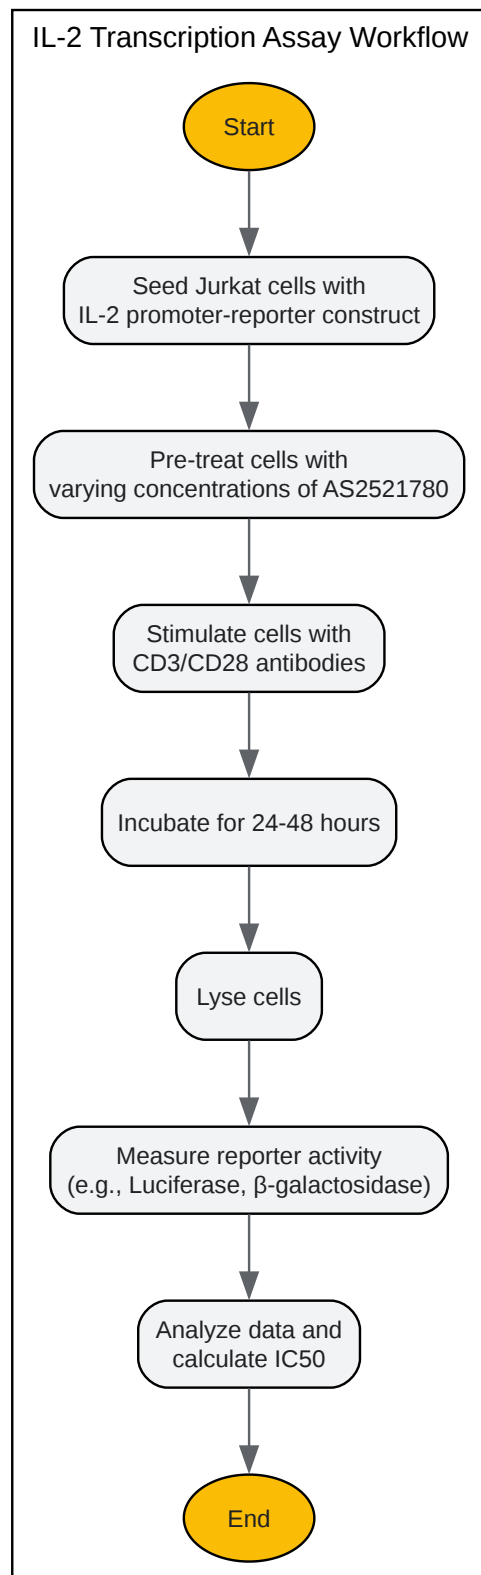 IL-2 Transcription Assay Workflow
Start
Seed Jurkat cells with
IL-2 promoter-reporter construct
Pre-treat cells with
varying concentrations of AS2521780
Stimulate cells with
CD3/CD28 antibodies
Incubate for 24-48 hours
Lyse cells
Measure reporter activity
(e.g., Luciferase, β-galactosidase)
Analyze data and
calculate IC50
End